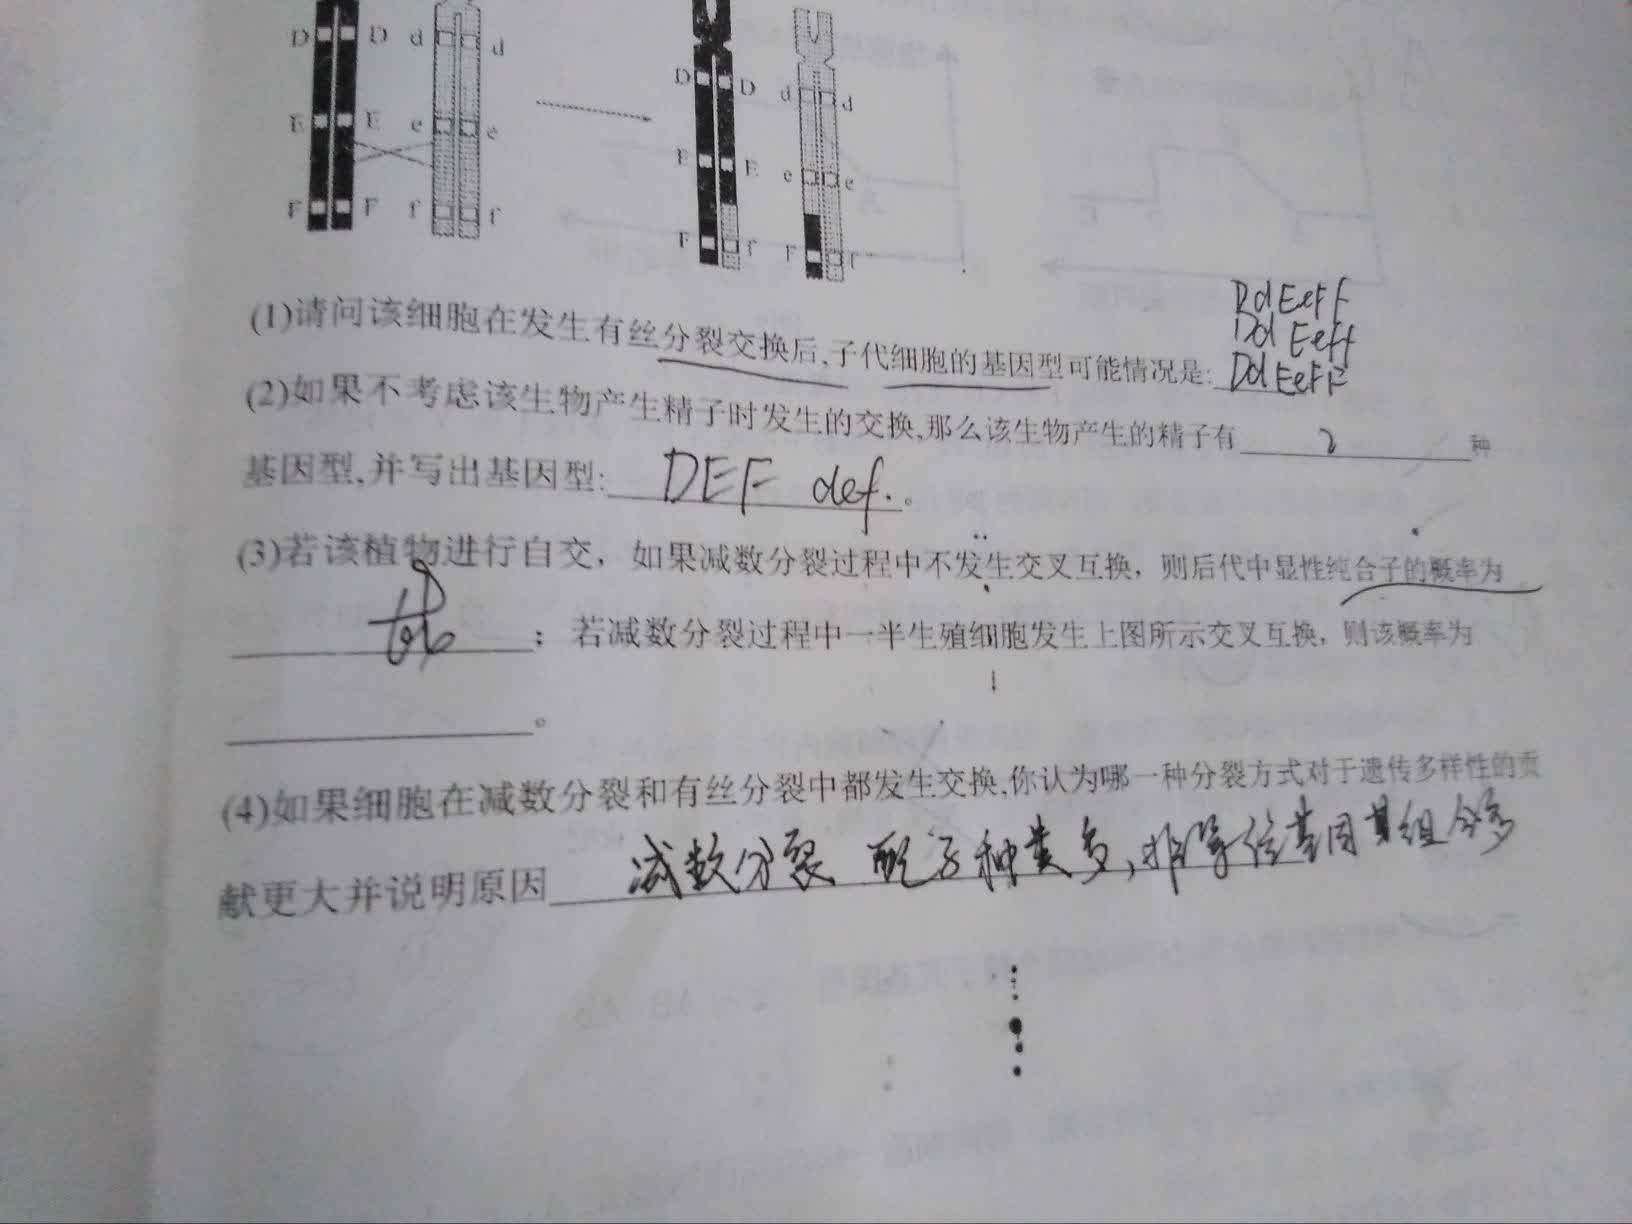 D D d d
E E e e
F F f f
D D d d
E E e e
F f F f
DdEeFf
DdEeff
(1)请问该细胞在发生有丝分裂交换后,子代细胞的基因型可能情况是: DdEeFF
(2)如果不考虑该生物产生精子时发生的交换,那么该生物产生的精子有 2 种
基因型,并写出基因型: DEF def. 。
(3)若该植物进行自交，如果减数分裂过程中不发生交叉互换，则后代中显性纯合子的概率为
；若减数分裂过程中一半生殖细胞发生上图所示交叉互换，则该概率为
。
(4)如果细胞在减数分裂和有丝分裂中都发生交换,你认为哪一种分裂方式对于遗传多样性的贡
献更大并说明原因 减数分裂 配子种类多,非等位基因 组合多